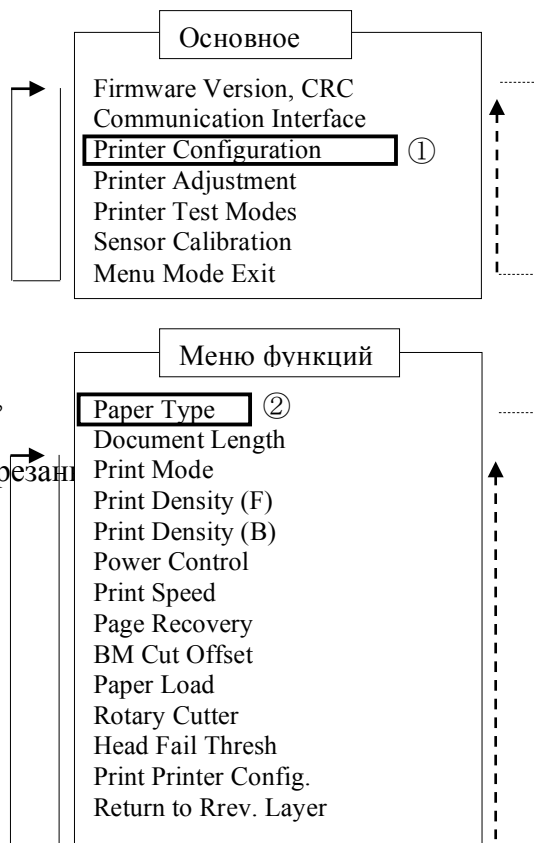 Основное
Firmware Version, CRC
Communication Interface
Printer Configuration ①
Printer Adjustment
Printer Test Modes
Sensor Calibration
Menu Mode Exit
Меню функций
Paper Type ②
Document Length
Print Mode
Print Density (F)
Print Density (B)
Power Control
Print Speed
Page Recovery
BM Cut Offset
Paper Load
Rotary Cutter
Head Fail Thresh
Print Printer Config.
Return to Rrev. Layer